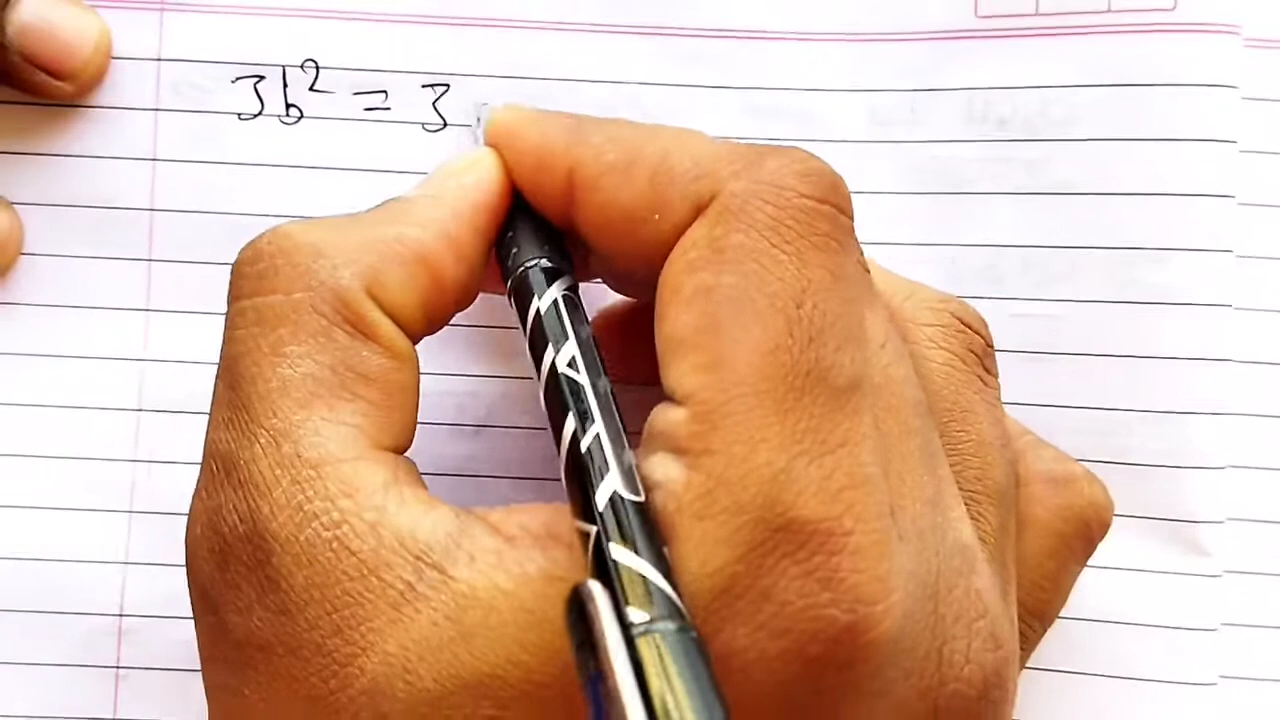 3b² = 3